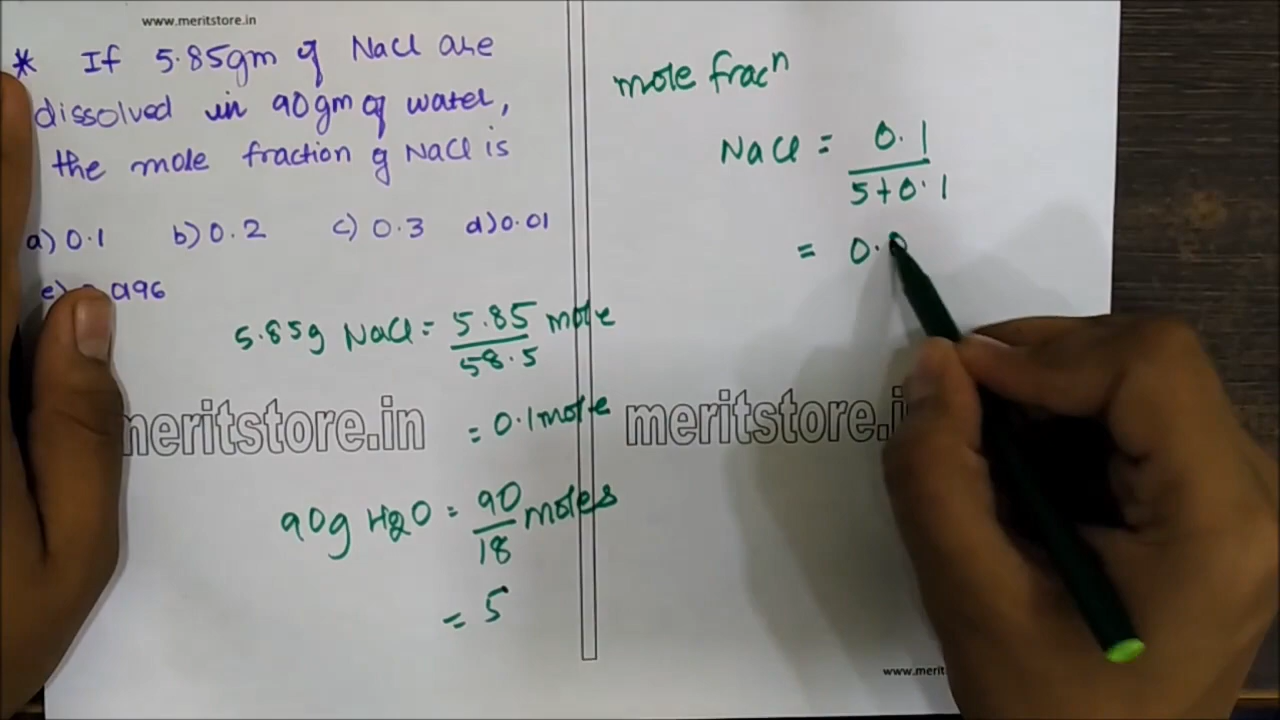 www.meritstore.in
* If 5.85gm of NaCl are
dissolved in 90gm of water,
the mole fraction of NaCl is
a) 0.1 b) 0.2 c) 0.3 d) 0.01
e) 196
5.85g NaCl = 5.85 mole
58.5
= 0.1 mole
90g H2O = 90 moles
18
= 5
meritstore.in
mole fracn
NaCl = 0.1
5+0.1
= 0.0
meritstore.i
www.merit